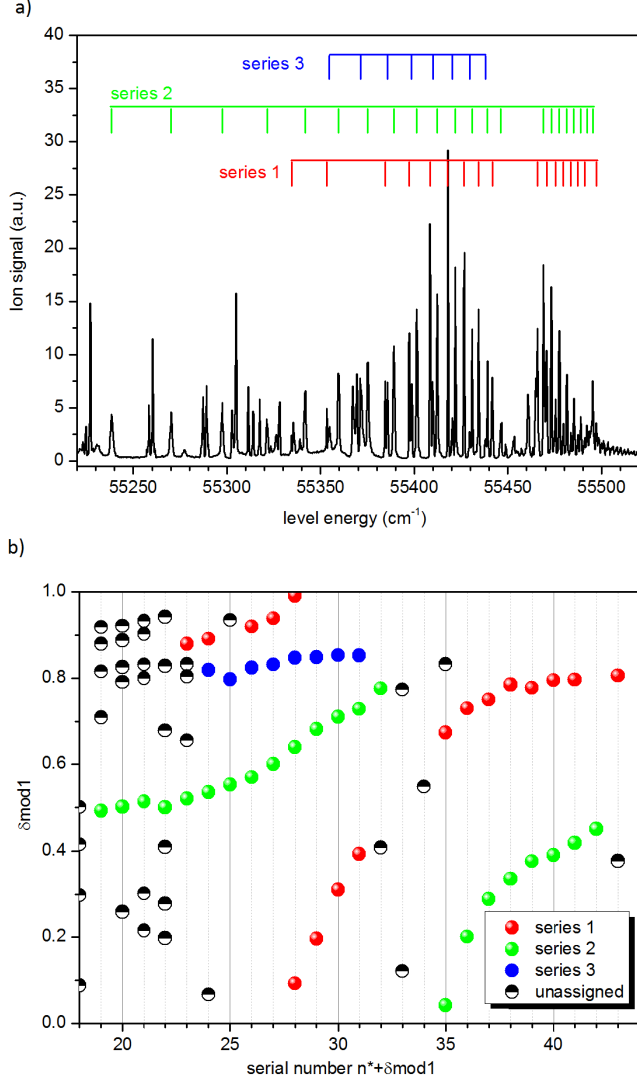 a)
40
35
30
25
20
15
10
5
0
Ion signal (a.u.)
series 3
series 2
series 1
55250
55300
55350
55400
55450
55500
level energy (cm⁻¹)
b)
1.0
0.8
0.6
0.4
0.2
0.0
δmod1
series 1
series 2
series 3
unassigned
20
25
30
35
40
serial number n*+δmod1